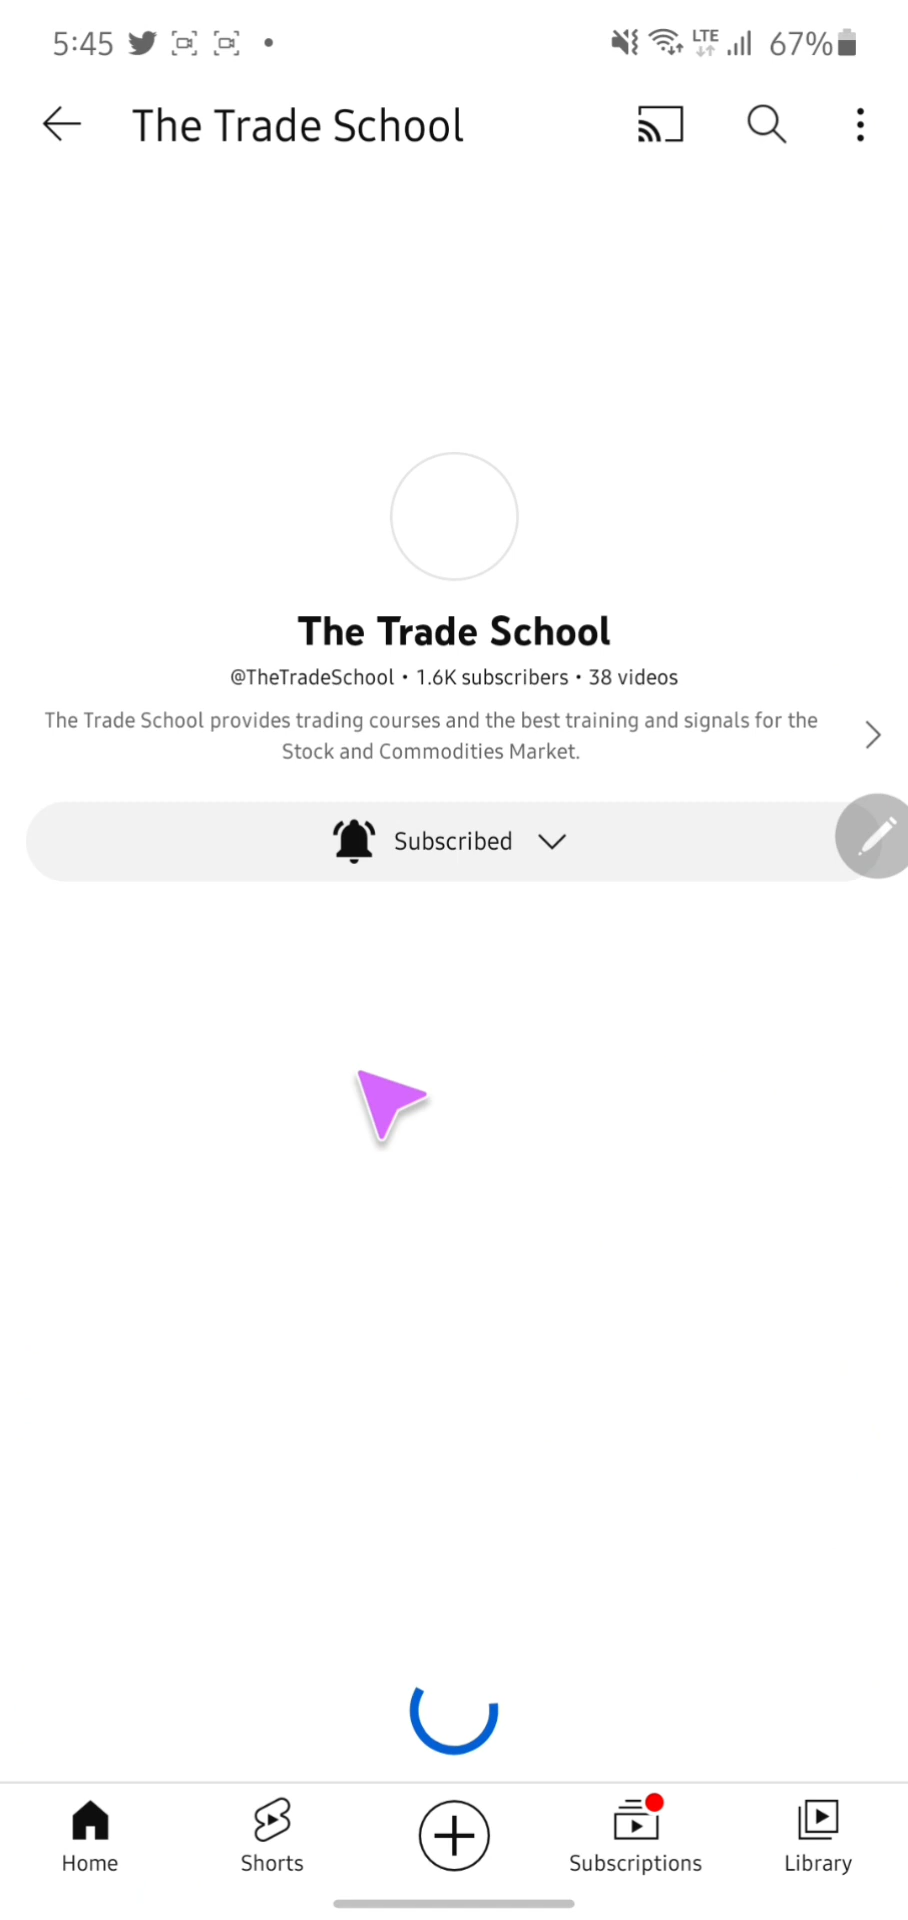 5:45 LTE 67%
The Trade School
The Trade School
@TheTradeSchool • 1.6K subscribers • 38 videos
The Trade School provides trading courses and the best training and signals for the
Stock and Commodities Market.
Subscribed
Home Shorts Subscriptions Library